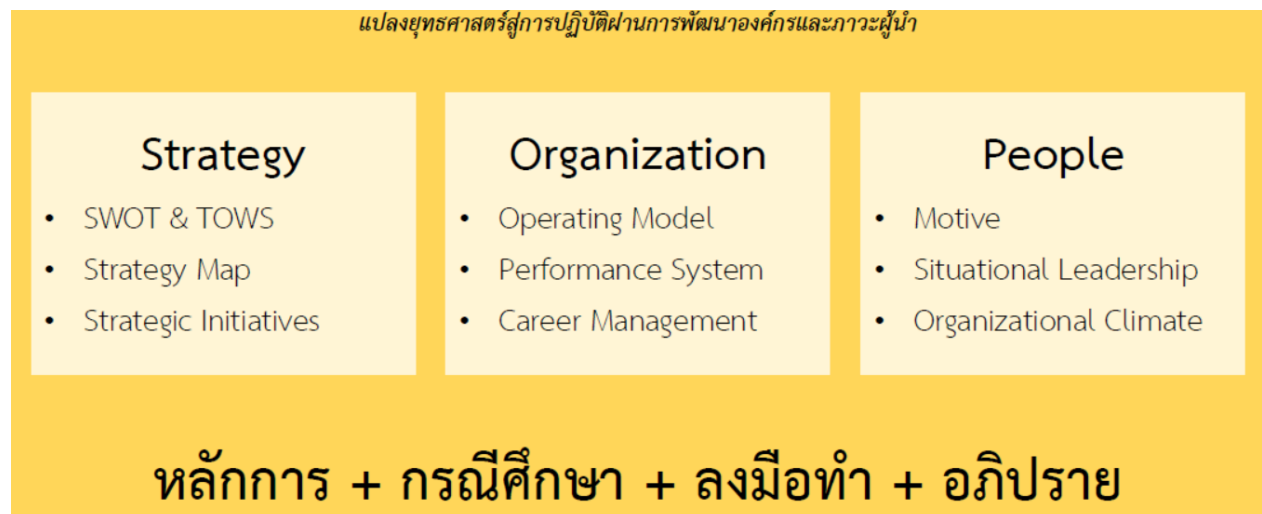 แปลงยุทธศาสตร์สู่การปฏิบัติผ่านการพัฒนาองค์กรและภาวะผู้นำ
Strategy
• SWOT & TOWS
• Strategy Map
• Strategic Initiatives
Organization
• Operating Model
• Performance System
• Career Management
People
• Motive
• Situational Leadership
• Organizational Climate
หลักการ + กรณีศึกษา + ลงมือทำ + อภิปราย